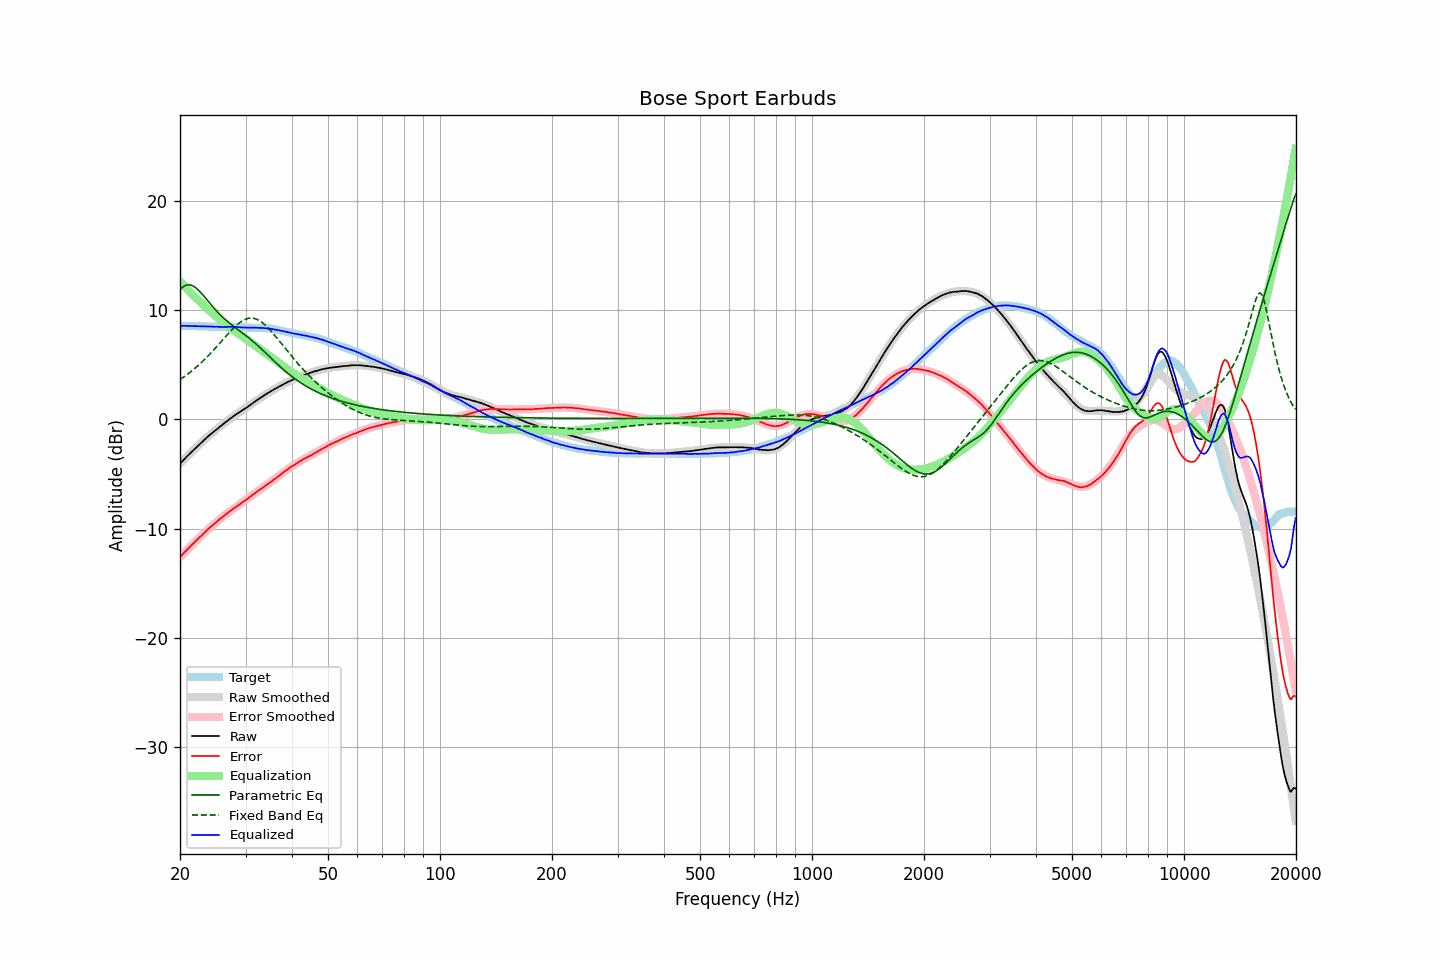 Bose Sport Earbuds
Amplitude (dBr)
20
10
0
−10
−20
−30
Target
Raw Smoothed
Error Smoothed
Raw
Error
Equalization
Parametric Eq
Fixed Band Eq
Equalized
20 50 100 200 500 1000 2000 5000 10000 20000
Frequency (Hz)